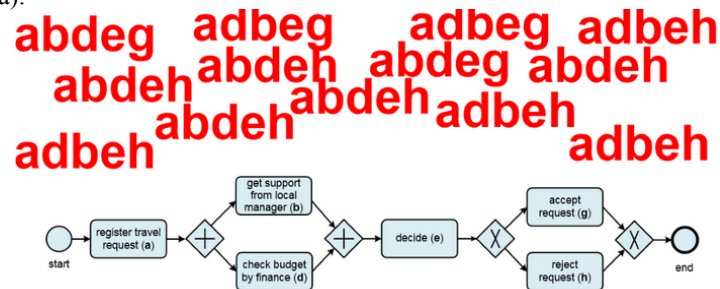 a).
abdeg adbeg adbeg adbeh
abdeh abdeh abdeg abdeh
abdeh abdeh adbeh
adbeh adbeh
get support
from local
manager (b)
accept
request (g)
register travel
request (a)
decide (e)
start
end
check budget
by finance (d)
reject
request (h)